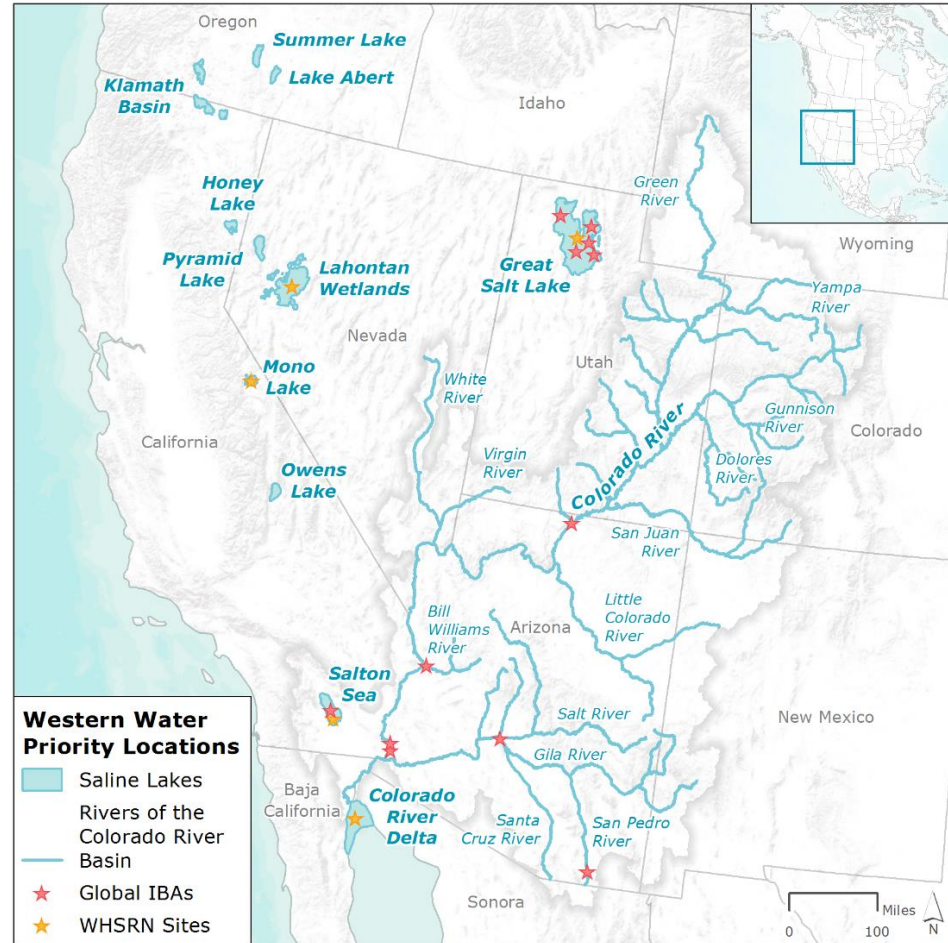 Oregon
Summer Lake
Lake Abert
Klamath
Basin
Idaho
Honey
Lake
Pyramid
Lake
Lahontan
Wetlands
Great
Salt Lake
Green
River
Wyoming
Yampa
River
Nevada
Utah
Mono
Lake
White
River
California
Gunnison
River
Colorado
Colorado River
Dolores
River
Owens
Lake
Virgin
River
San Juan
River
Bill
Williams
River
Arizona
Little
Colorado
River
Salton
Sea
Salt River
New Mexico
Gila River
Baja
California
Colorado
River
Delta
Santa
Cruz River
San Pedro
River
Sonora
Western Water
Priority Locations
Saline Lakes
Rivers of the
Colorado River
Basin
Global IBAs
WHSRN Sites
Miles
0 100
N